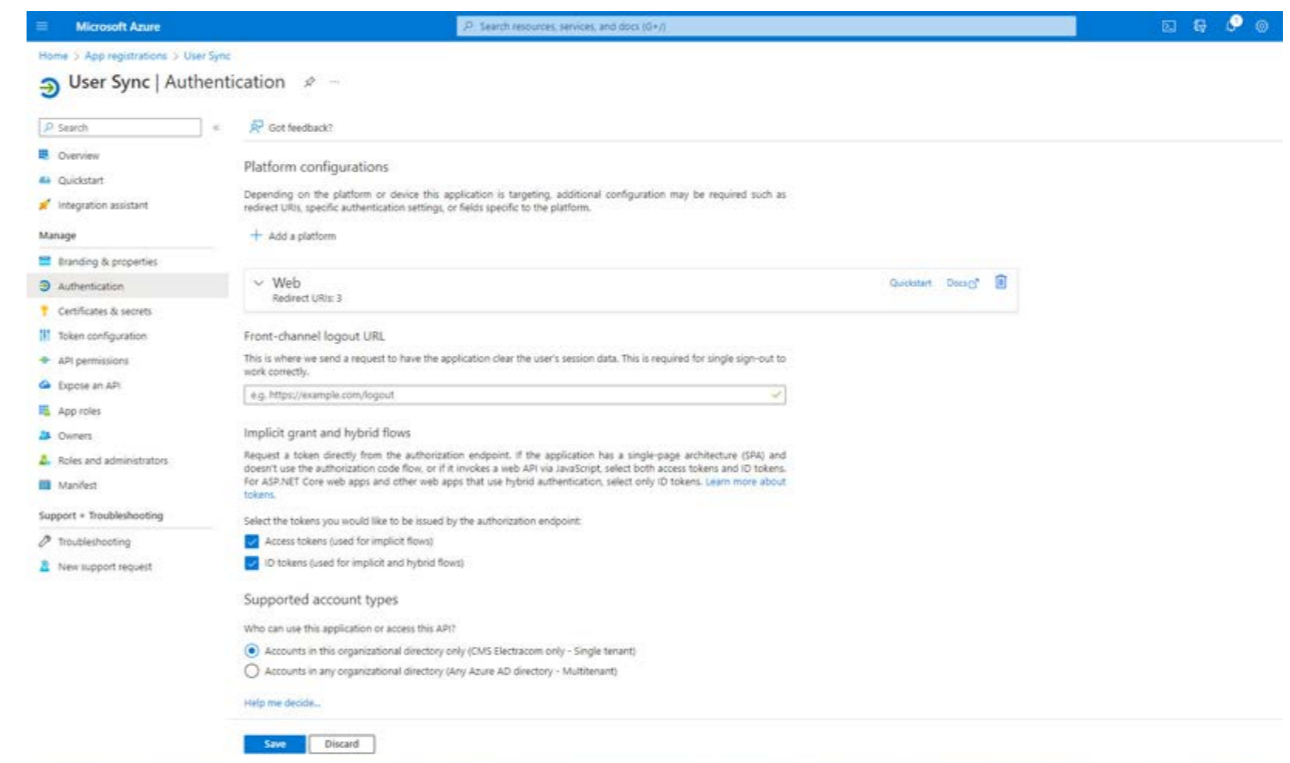 Microsoft Azure
Search resources, services, and docs (G+/)
1
Home > App registrations > User Sync
User Sync | Authentication
Search
Got feedback?
Overview
Quickstart
Integration assistant
Manage
Branding & properties
Authentication
Certificates & secrets
Token configuration
API permissions
Expose an API
App roles
Owners
Roles and administrators
Manifest
Support + Troubleshooting
Troubleshooting
New support request
Platform configurations
Depending on the platform or device this application is targeting, additional configuration may be required such as
redirect URIs, specific authentication settings, or fields specific to the platform.
+ Add a platform
Web
Quickstart Docs
Redirect URIs: 3
Front-channel logout URL
This is where we send a request to have the application clear the user's session data. This is required for single sign-out to
work correctly.
e.g. https://example.com/logout
Implicit grant and hybrid flows
Request a token directly from the authorization endpoint. If the application has a single-page architecture (SPA) and
doesn't use the authorization code flow, or if it invokes a web API via JavaScript, select both access tokens and ID tokens.
For ASP.NET Core web apps and other web apps that use hybrid authentication, select only ID tokens. Learn more about
tokens.
Select the tokens you would like to be issued by the authorization endpoint:
Access tokens (used for implicit flows)
ID tokens (used for implicit and hybrid flows)
Supported account types
Who can use this application or access this API?
Accounts in this organizational directory only (CMS Electracom only - Single tenant)
Accounts in any organizational directory (Any Azure AD directory - Multitenant)
Help me decide...
Save Discard